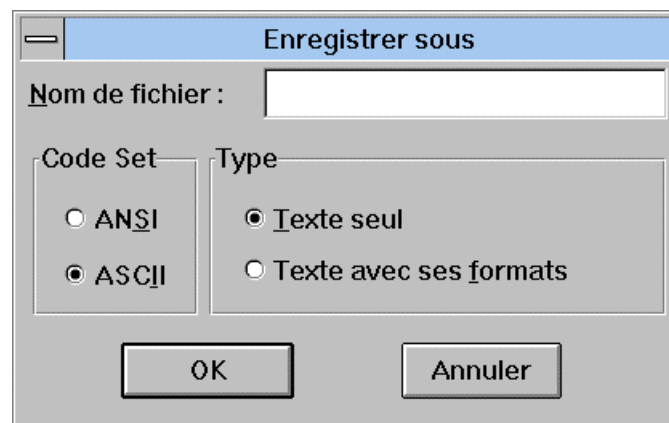 Enregistrer sous
Nom de fichier :
Code Set
Type
ANSI
Texte seul
ASCII
Texte avec ses formats
OK
Annuler